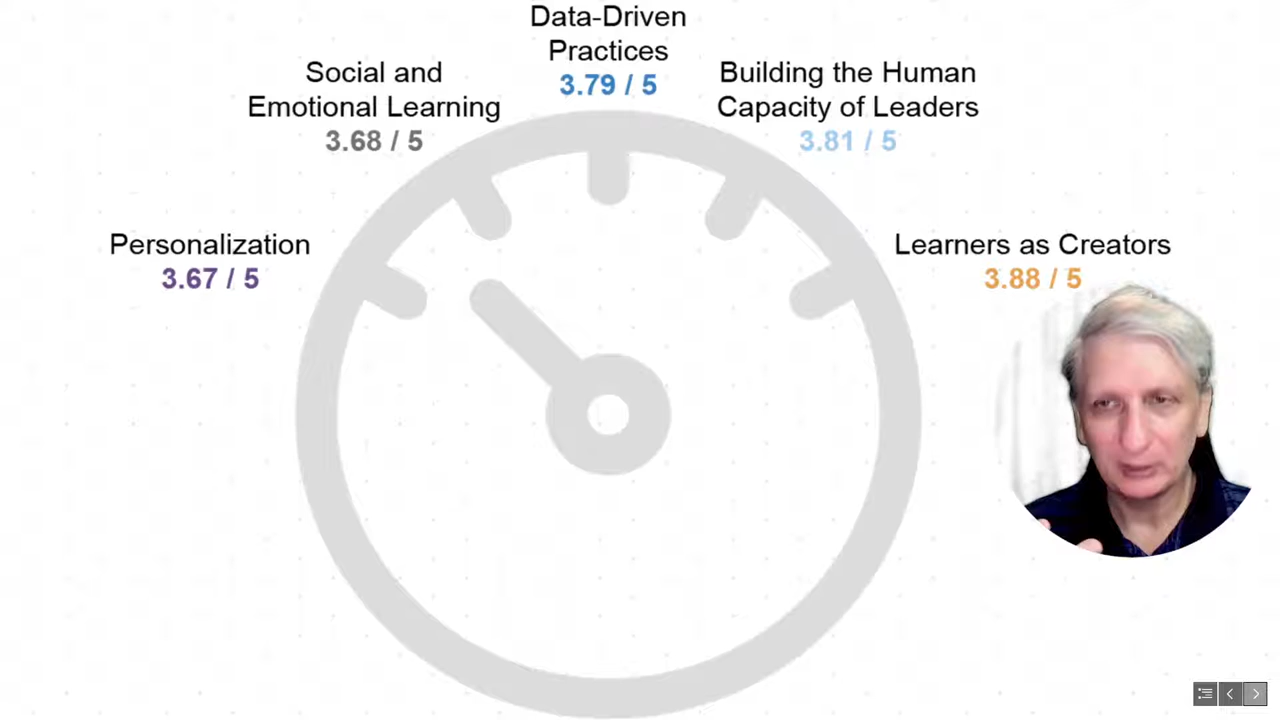 Data-Driven
Practices
3.79 / 5
Social and
Emotional Learning
3.68 / 5
Building the Human
Capacity of Leaders
3.81 / 5
Personalization
3.67 / 5
Learners as Creators
3.88 / 5